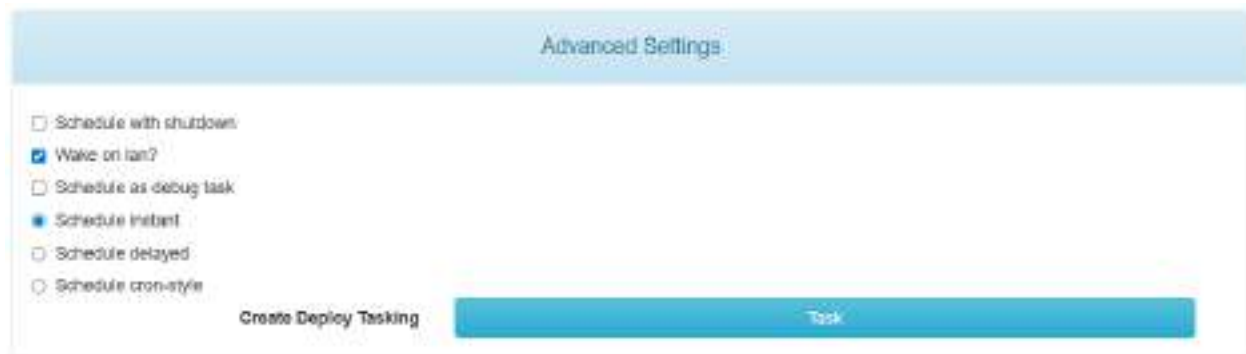 Advanced Settings
Schedule with shutdown
Wake on lan?
Schedule as debug task
Schedule instant
Schedule delayed
Schedule cron-style
Create Deploy Tasking Task